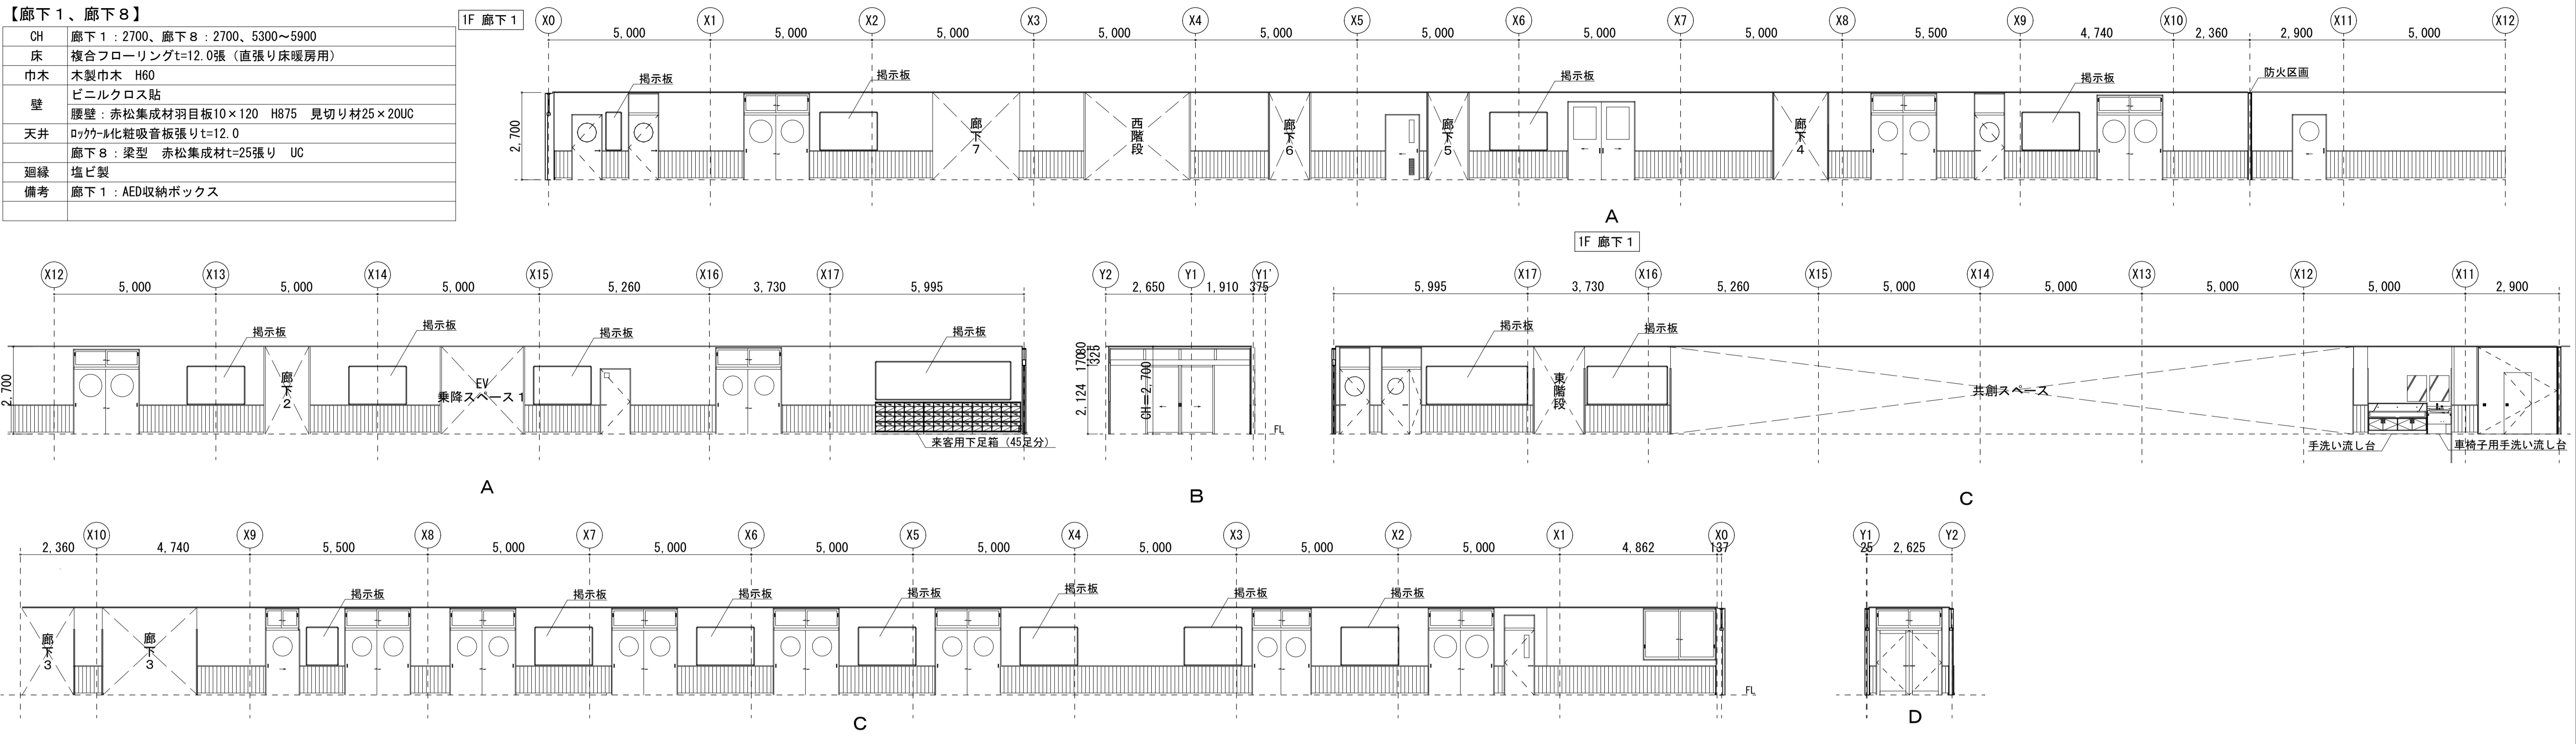 【廊下１、廊下８】
CH 廊下１：2700、廊下８：2700、5300～5900
床 複合フローリングt=12.0張（直張り床暖房用）
巾木 木製巾木　H60
壁 ビニルクロス貼
腰壁：赤松集成材羽目板10×120　H875　見切り材25×20UC
天井 ﾛｯｸｳｰﾙ化粧吸音板張りt=12.0
廊下８：梁型　赤松集成材t=25張り　UC
廻縁 塩ビ製
備考 廊下１：AED収納ボックス
1F 廊下１
X0 X1 X2 X3 X4 X5 X6 X7 X8 X9 X10 X11 X12
5,000 5,000 5,000 5,000 5,000 5,000 5,000 5,000 5,500 4,740 2,360 2,900 5,000
掲示板 掲示板 掲示板 掲示板 防火区画
2,700
廊下７ 西階段 廊下６ 廊下５ 廊下４
A
1F 廊下１
X12 X13 X14 X15 X16 X17
5,000 5,000 5,000 5,260 3,730 5,995
掲示板 掲示板 掲示板 掲示板
2,700
廊下２
EV
乗降スペース１
来客用下足箱（45足分）
A
Y2 Y1 Y1'
2,650 1,910 375
80
170
325
2,124
CH＝2,700
FL
B
X17 X16 X15 X14 X13 X12 X11
5,995 3,730 5,260 5,000 5,000 5,000 5,000 2,900
掲示板 掲示板
東階段
共創スペース
手洗い流し台 車椅子用手洗い流し台
C
X10 X9 X8 X7 X6 X5 X4 X3 X2 X1 X0
2,360 4,740 5,500 5,000 5,000 5,000 5,000 5,000 5,000 5,000 4,862 137
掲示板 掲示板 掲示板 掲示板 掲示板 掲示板 掲示板
廊下３ 廊下３
FL
C
Y1 Y2
25 2,625
D